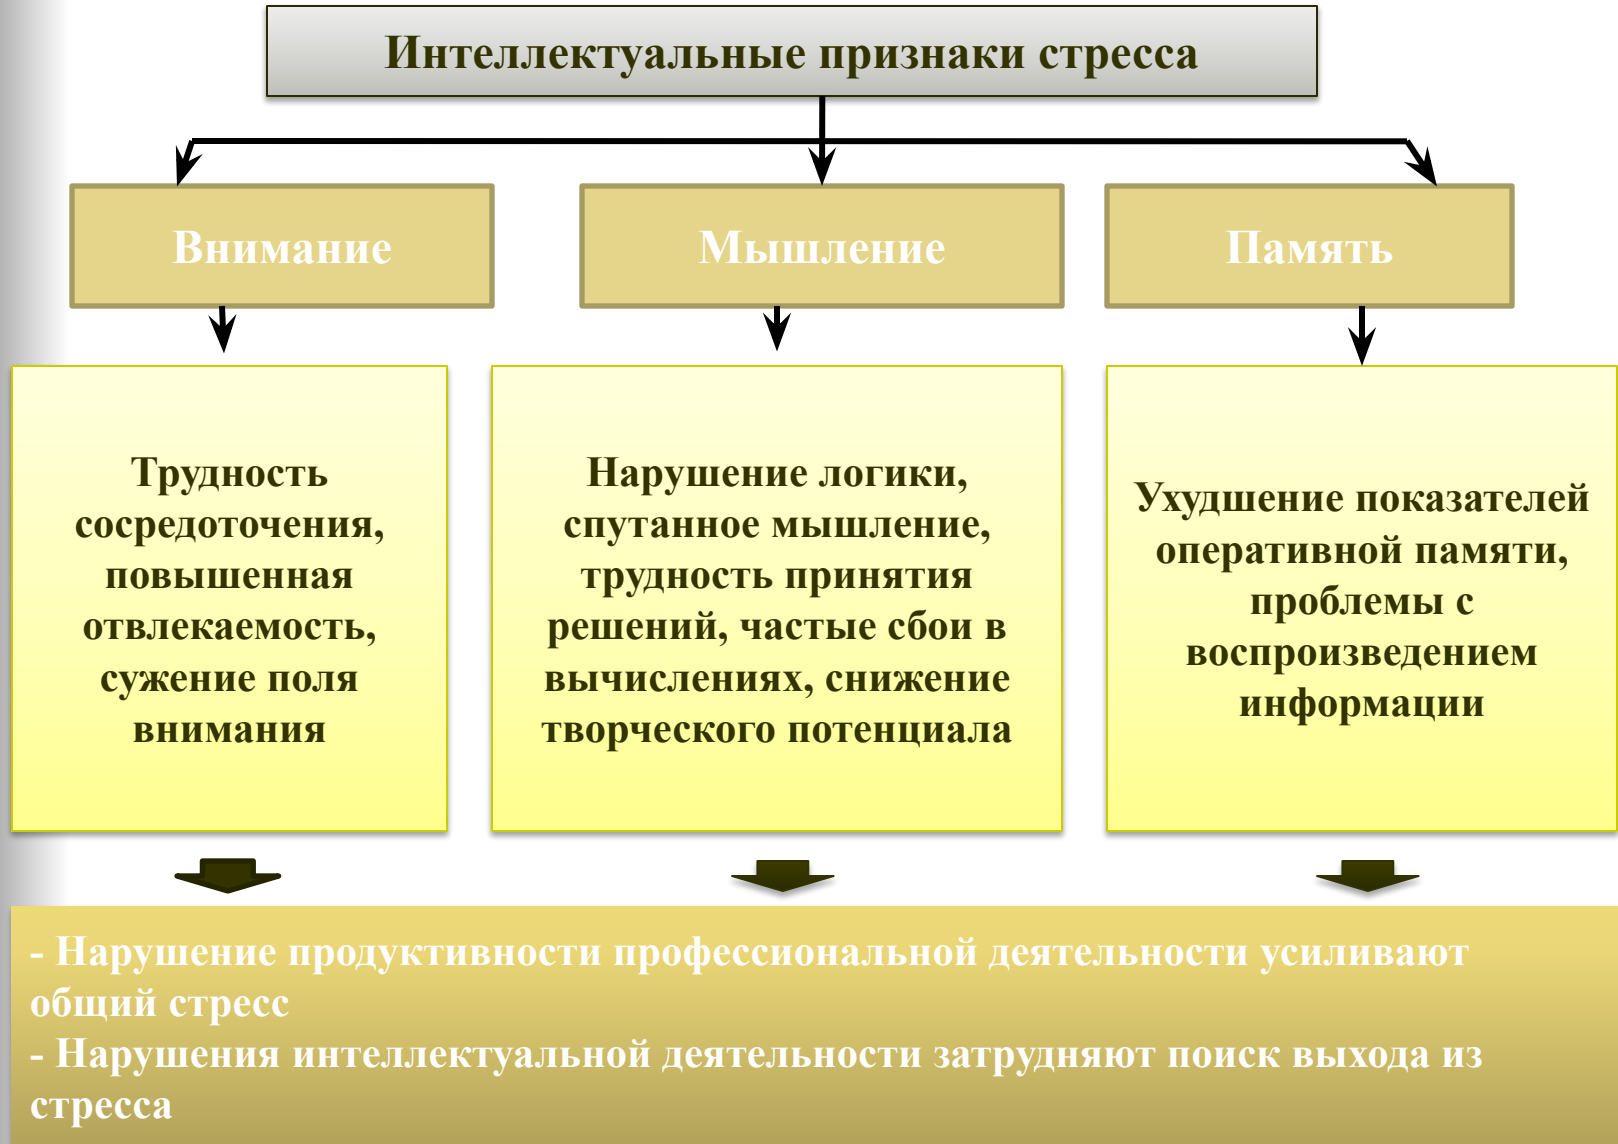 Интеллектуальные признаки стресса
Внимание
Мышление
Память
Трудность
сосредоточения,
повышенная
отвлекаемость,
сужение поля
внимания
Нарушение логики,
спутанное мышление,
трудность принятия
решений, частые сбои в
вычислениях, снижение
творческого потенциала
Ухудшение показателей
оперативной памяти,
проблемы с
воспроизведением
информации
- Нарушение продуктивности профессиональной деятельности усиливают
общий стресс
- Нарушения интеллектуальной деятельности затрудняют поиск выхода из
стресса